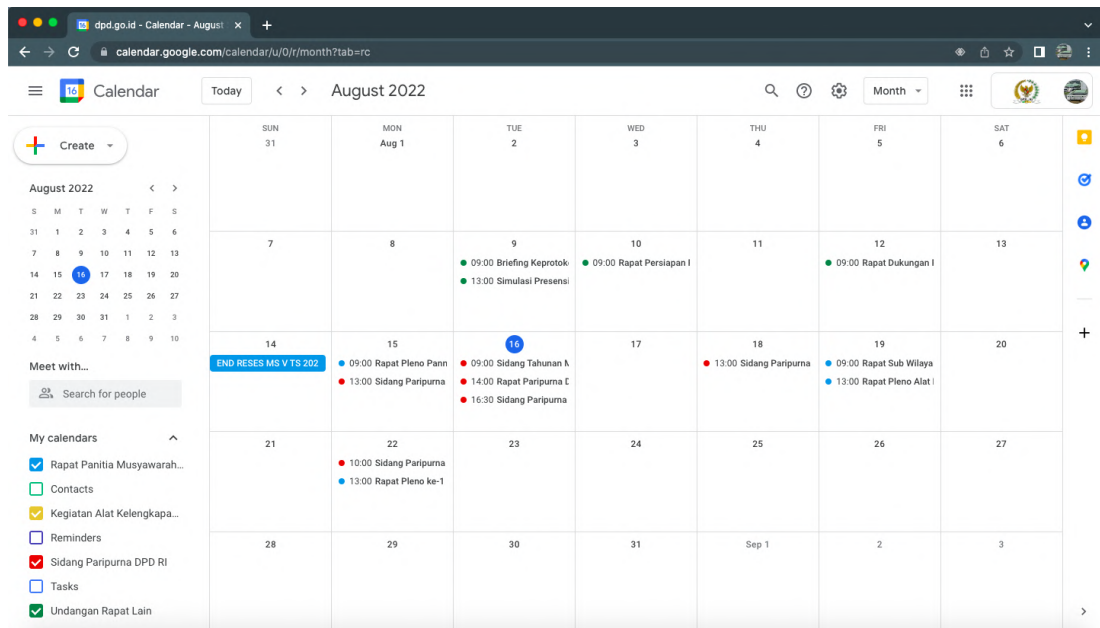 dpd.go.id - Calendar - August
calendar.google.com/calendar/u/0/r/month?tab=rc
16 Calendar Today August 2022 Month
Create
August 2022
S M T W T F S
31 1 2 3 4 5 6
7 8 9 10 11 12 13
14 15 16 17 18 19 20
21 22 23 24 25 26 27
28 29 30 31 1 2 3
4 5 6 7 8 9 10
Meet with...
Search for people
My calendars
Rapat Panitia Musyawarah...
Contacts
Kegiatan Alat Kelengkapa...
Reminders
Sidang Paripurna DPD RI
Tasks
Undangan Rapat Lain
SUN MON TUE WED THU FRI SAT
31 Aug 1 2 3 4 5 6
7 8 9 10 11 12 13
09:00 Briefing Keprotok 09:00 Rapat Persiapan 09:00 Rapat Dukungan
13:00 Simulasi Presensi
14 15 16 17 18 19 20
END RESES MS V TS 202 09:00 Rapat Pleno Pann 09:00 Sidang Tahunan M 13:00 Sidang Paripurna 09:00 Rapat Sub Wilaya
13:00 Sidang Paripurna 14:00 Rapat Paripurna D 13:00 Rapat Pleno Alat
16:30 Sidang Paripurna
21 22 23 24 25 26 27
10:00 Sidang Paripurna
13:00 Rapat Pleno ke-1
28 29 30 31 Sep 1 2 3